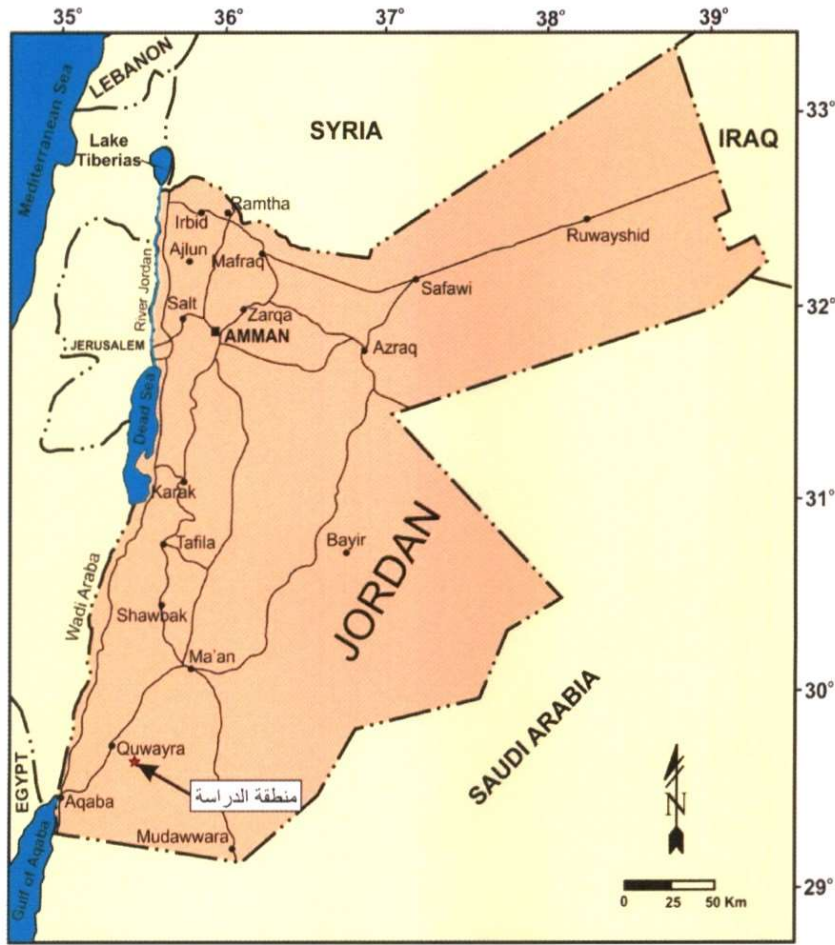 35°
36°
37°
38°
39°
33°
32°
31°
30°
29°
Mediterranean Sea
LEBANON
SYRIA
IRAQ
Lake
Tiberias
Ramtha
Irbid
Ajlun
Mafraq
Ruwayshid
Safawi
River Jordan
Salt
Zarqa
JERUSALEM
AMMAN
Azraq
Dead Sea
Karak
Tafila
Bayir
JORDAN
Wadi Araba
Shawbak
Ma'an
SAUDI ARABIA
EGYPT
Quwayra
منطقة الدراسة
Aqaba
Mudawwara
Gulf of Aqaba
N
0 25 50 Km